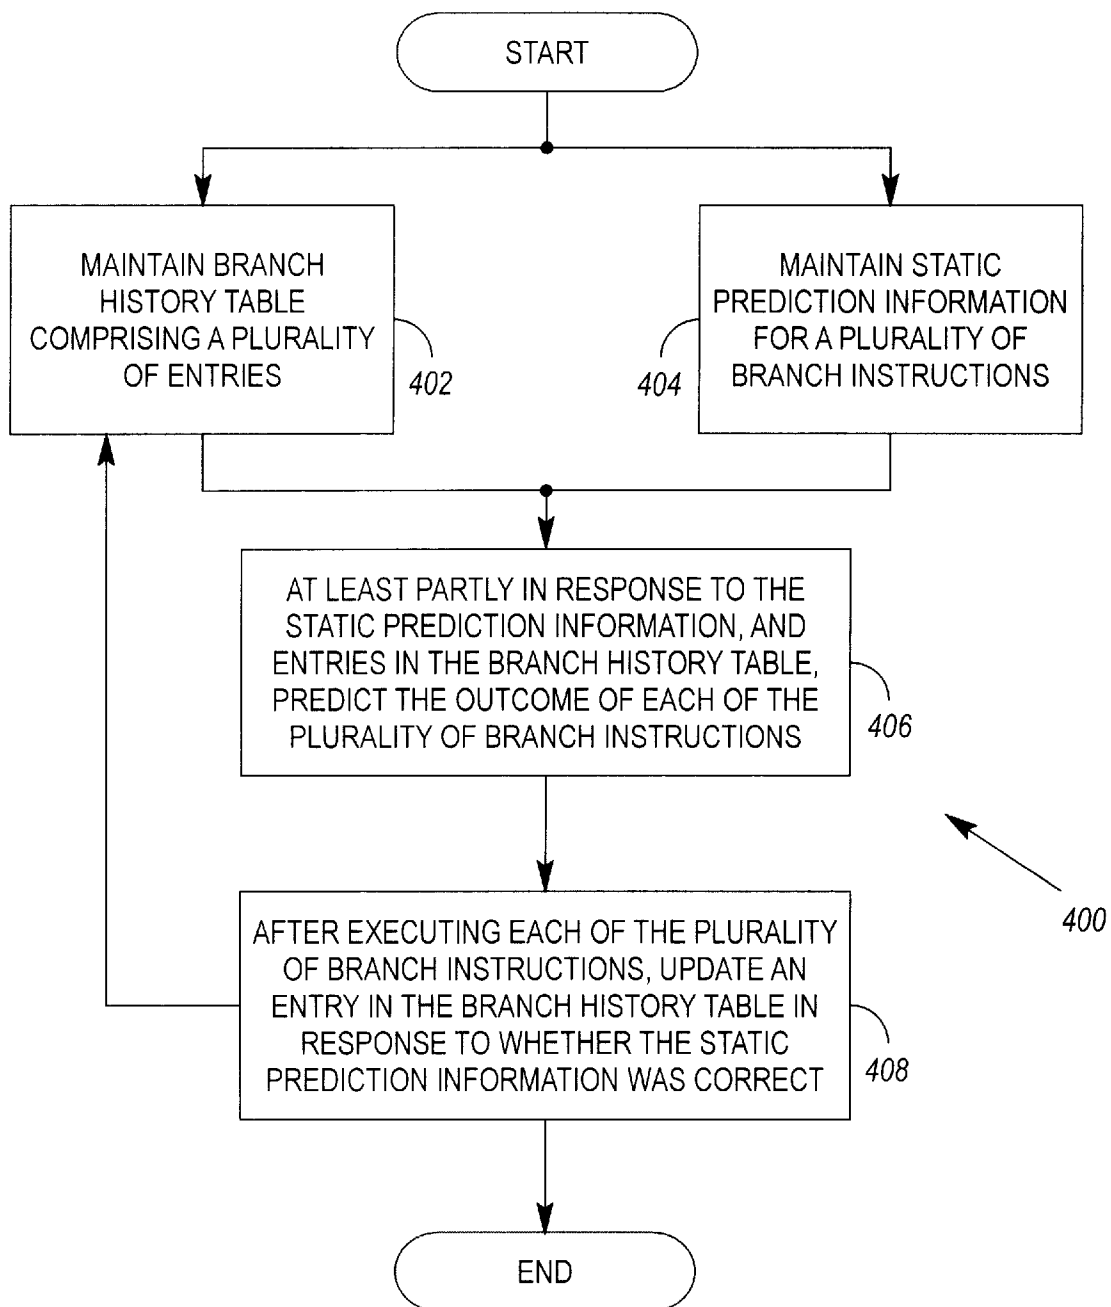 START
MAINTAIN BRANCH
HISTORY TABLE
COMPRISING A PLURALITY
OF ENTRIES
402
MAINTAIN STATIC
PREDICTION INFORMATION
FOR A PLURALITY OF
BRANCH INSTRUCTIONS
404
AT LEAST PARTLY IN RESPONSE TO THE
STATIC PREDICTION INFORMATION, AND
ENTRIES IN THE BRANCH HISTORY TABLE,
PREDICT THE OUTCOME OF EACH OF THE
PLURALITY OF BRANCH INSTRUCTIONS
406
400
AFTER EXECUTING EACH OF THE PLURALITY
OF BRANCH INSTRUCTIONS, UPDATE AN
ENTRY IN THE BRANCH HISTORY TABLE IN
RESPONSE TO WHETHER THE STATIC
PREDICTION INFORMATION WAS CORRECT
408
END